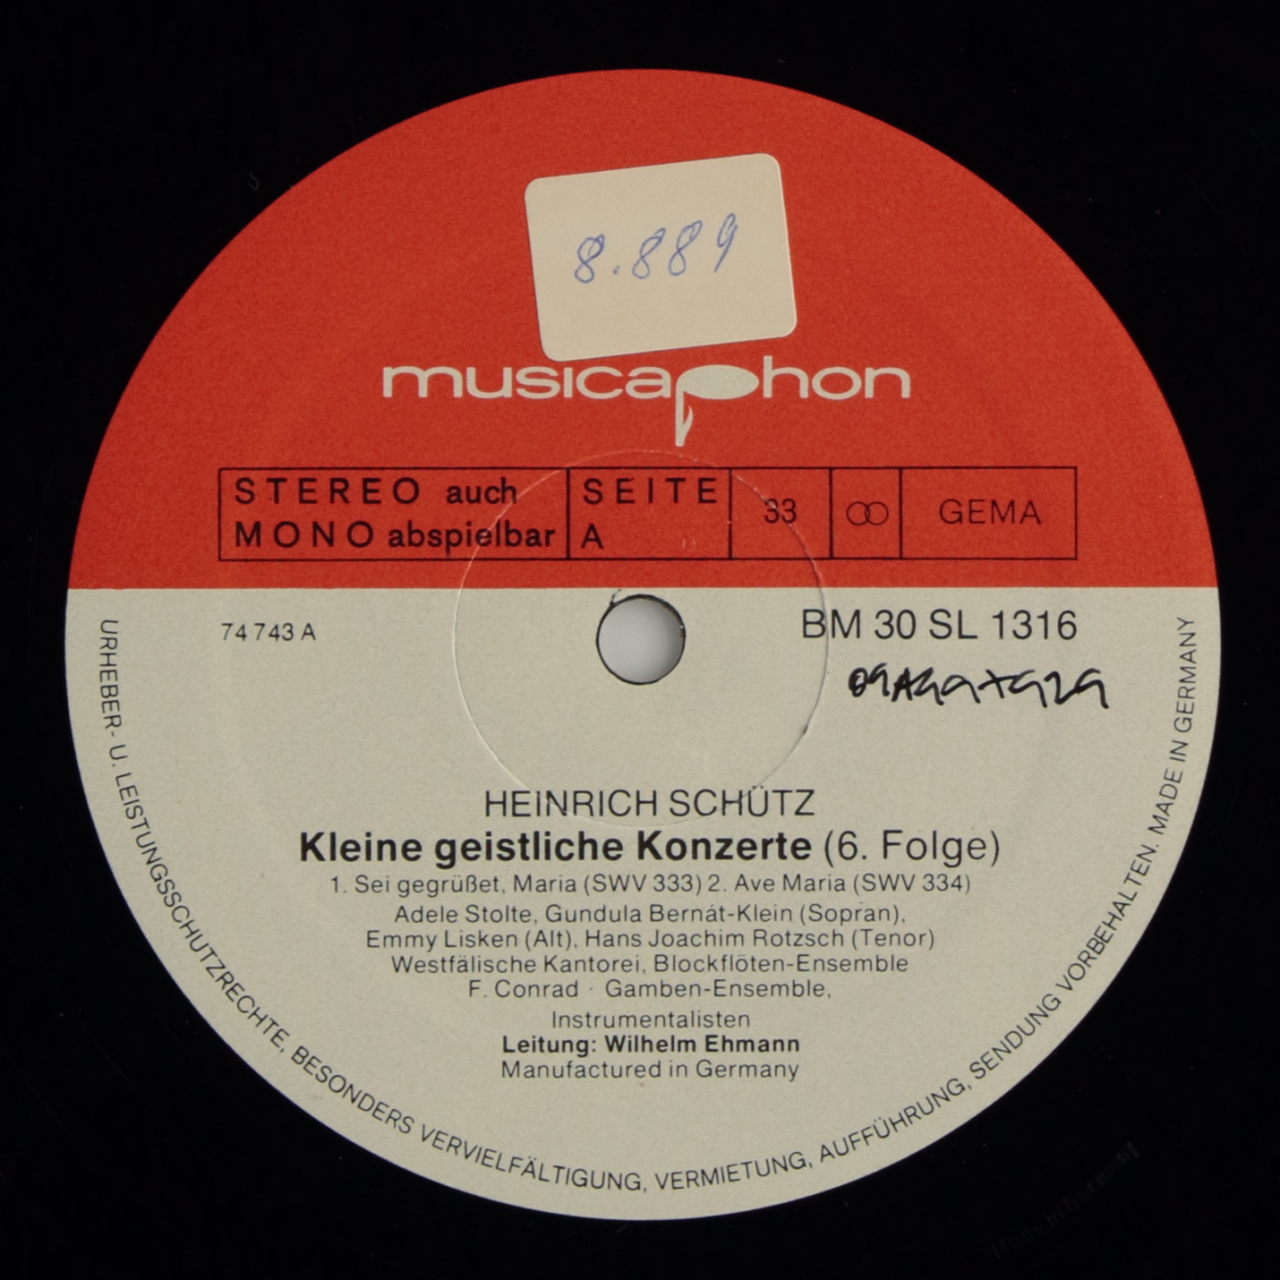 8.889
musicaphon
STEREO auch
MONO abspielbar
SEITE
A
33
GEMA
74 743 A
BM 30 SL 1316
HEINRICH SCHÜTZ
Kleine geistliche Konzerte (6. Folge)
1. Sei gegrüßet, Maria (SWV 333) 2. Ave Maria (SWV 334)
Adele Stolte, Gundula Bernát-Klein (Sopran),
Emmy Lisken (Alt), Hans Joachim Rotzsch (Tenor)
Westfälische Kantorei, Blockflöten-Ensemble
F. Conrad · Gamben-Ensemble,
Instrumentalisten
Leitung: Wilhelm Ehmann
Manufactured in Germany
URHEBER- U. LEISTUNGSSCHUTZRECHTE, BESONDERS VERVIELFÄLTIGUNG, VERMIETUNG, AUFFÜHRUNG, SENDUNG VORBEHALTEN. MADE IN GERMANY